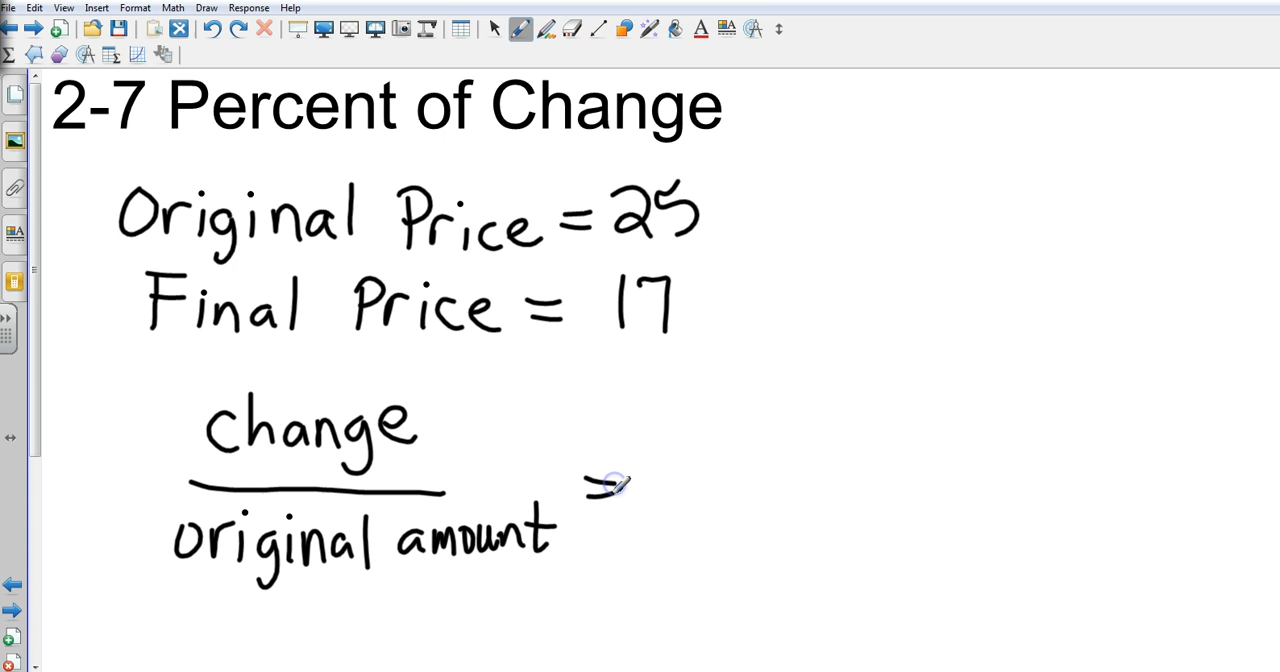 File Edit View Insert Format Math Draw Response Help
2-7 Percent of Change
Original Price = 25
Final Price = 17
change
original amount =